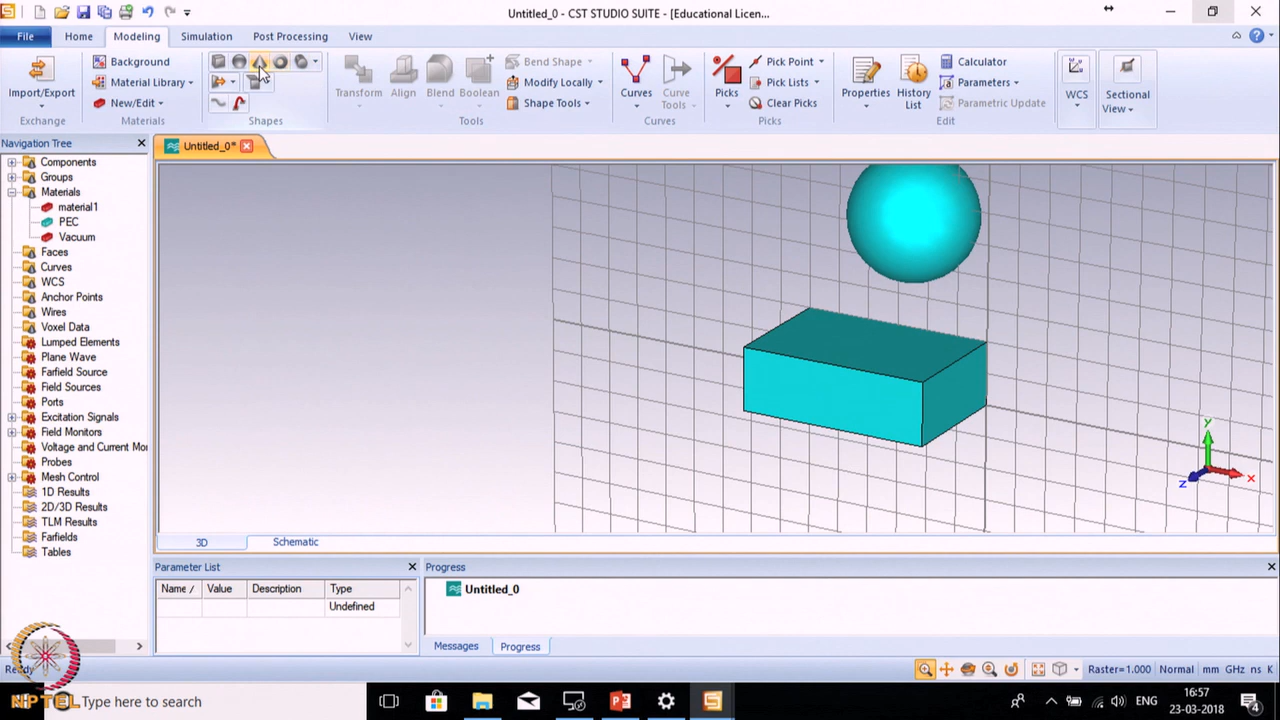 Untitled_0 - CST STUDIO SUITE - [Educational Licen...
File Home Modeling Simulation Post Processing View
Background
Material Library
New/Edit
Import/Export
Exchange
Materials
Shapes
Transform Align Blend Boolean
Bend Shape
Modify Locally
Shape Tools
Tools
Curves
Curve Tools
Curves
Picks
Pick Point
Pick Lists
Clear Picks
Picks
Properties
History List
Calculator
Parameters
Parametric Update
Edit
WCS
Sectional View
Navigation Tree
Untitled_0*
Components
Groups
Materials
material1
PEC
Vacuum
Faces
Curves
WCS
Anchor Points
Wires
Voxel Data
Lumped Elements
Plane Wave
Farfield Source
Field Sources
Ports
Excitation Signals
Field Monitors
Voltage and Current Mor
Probes
Mesh Control
1D Results
2D/3D Results
TLM Results
Farfields
Tables
y
x
z
3D Schematic
Parameter List
Name Value Description Type
Undefined
Progress
Untitled_0
Messages Progress
Raster=1.000 Normal mm GHz ns K
NPTEL
Type here to search
ENG
16:57
23-03-2018
4